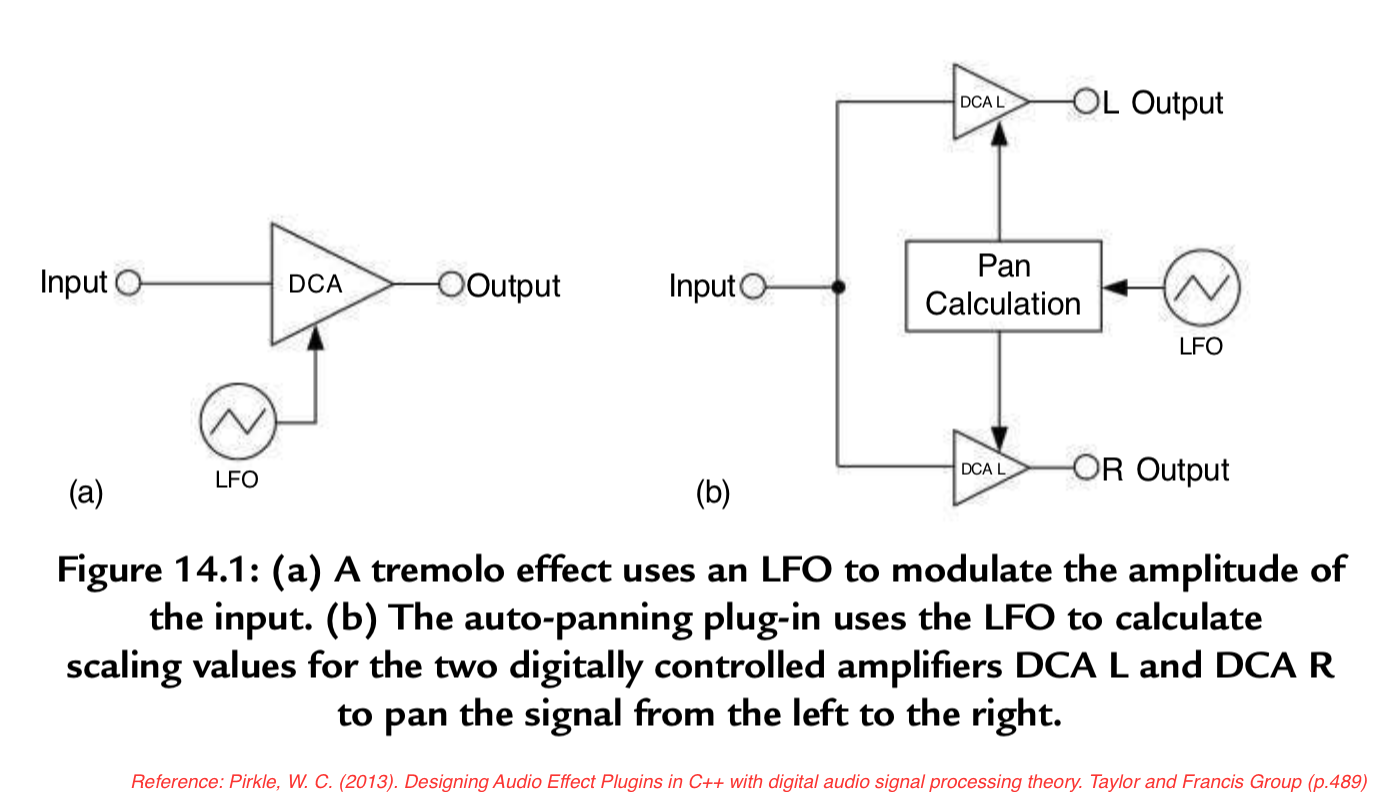 DCA L
L Output
Input
DCA
Output
LFO
(a)
Input
Pan
Calculation
LFO
DCA L
R Output
(b)
Figure 14.1: (a) A tremolo effect uses an LFO to modulate the amplitude of
the input. (b) The auto-panning plug-in uses the LFO to calculate
scaling values for the two digitally controlled amplifiers DCA L and DCA R
to pan the signal from the left to the right.
Reference: Pirkle, W. C. (2013). Designing Audio Effect Plugins in C++ with digital audio signal processing theory. Taylor and Francis Group (p.489)